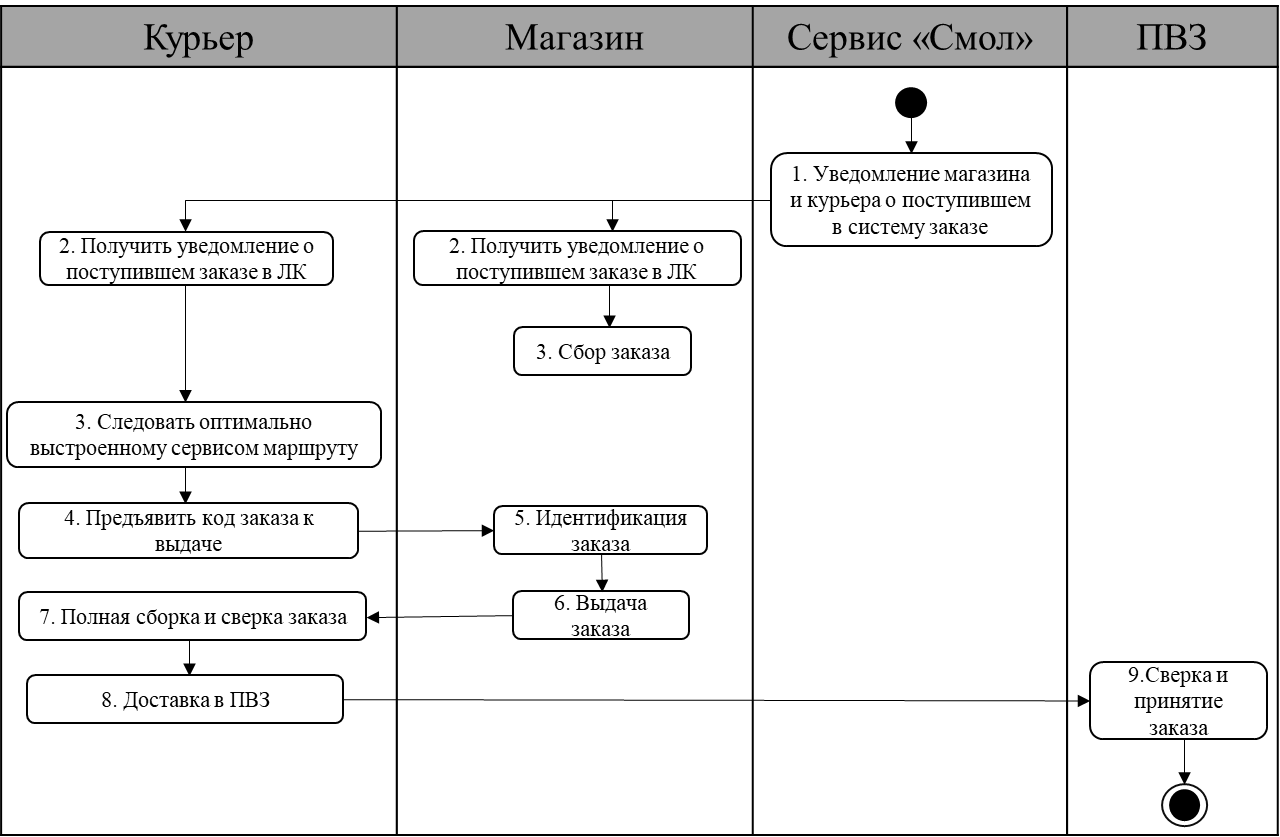 Курьер
Магазин
Сервис «Смол»
ПВЗ
1. Уведомление магазина
и курьера о поступившем
в систему заказе
2. Получить уведомление о
поступившем заказе в ЛК
2. Получить уведомление о
поступившем заказе в ЛК
3. Сбор заказа
3. Следовать оптимально
выстроенному сервисом маршруту
4. Предъявить код заказа к
выдаче
5. Идентификация
заказа
6. Выдача
заказа
7. Полная сборка и сверка заказа
8. Доставка в ПВЗ
9.Сверка и
принятие
заказа